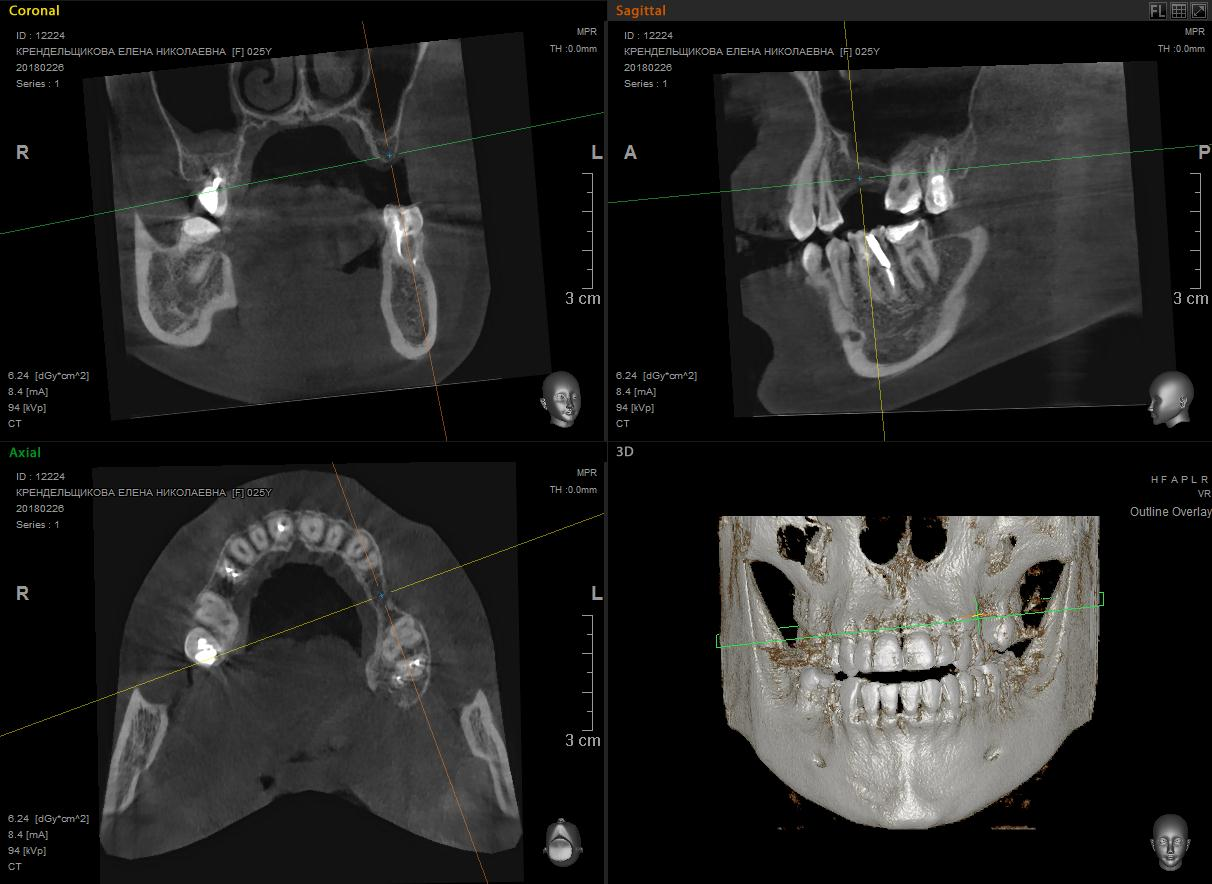 Coronal
ID : 12224
MPR
КРЕНДЕЛЬЩИКОВА ЕЛЕНА НИКОЛАЕВНА [F] 025Y
TH :0.0mm
20180226
Series : 1
R
L
3 cm
6.24 [dGy*cm^2]
8.4 [mA]
94 [kVp]
CT
Sagittal
FL
ID : 12224
MPR
КРЕНДЕЛЬЩИКОВА ЕЛЕНА НИКОЛАЕВНА [F] 025Y
TH :0.0mm
20180226
Series : 1
A
P
3 cm
6.24 [dGy*cm^2]
8.4 [mA]
94 [kVp]
CT
Axial
ID : 12224
MPR
КРЕНДЕЛЬЩИКОВА ЕЛЕНА НИКОЛАЕВНА [F] 025Y
TH :0.0mm
20180226
Series : 1
R
L
3 cm
6.24 [dGy*cm^2]
8.4 [mA]
94 [kVp]
CT
3D
H F A P L R
VR
Outline Overlay